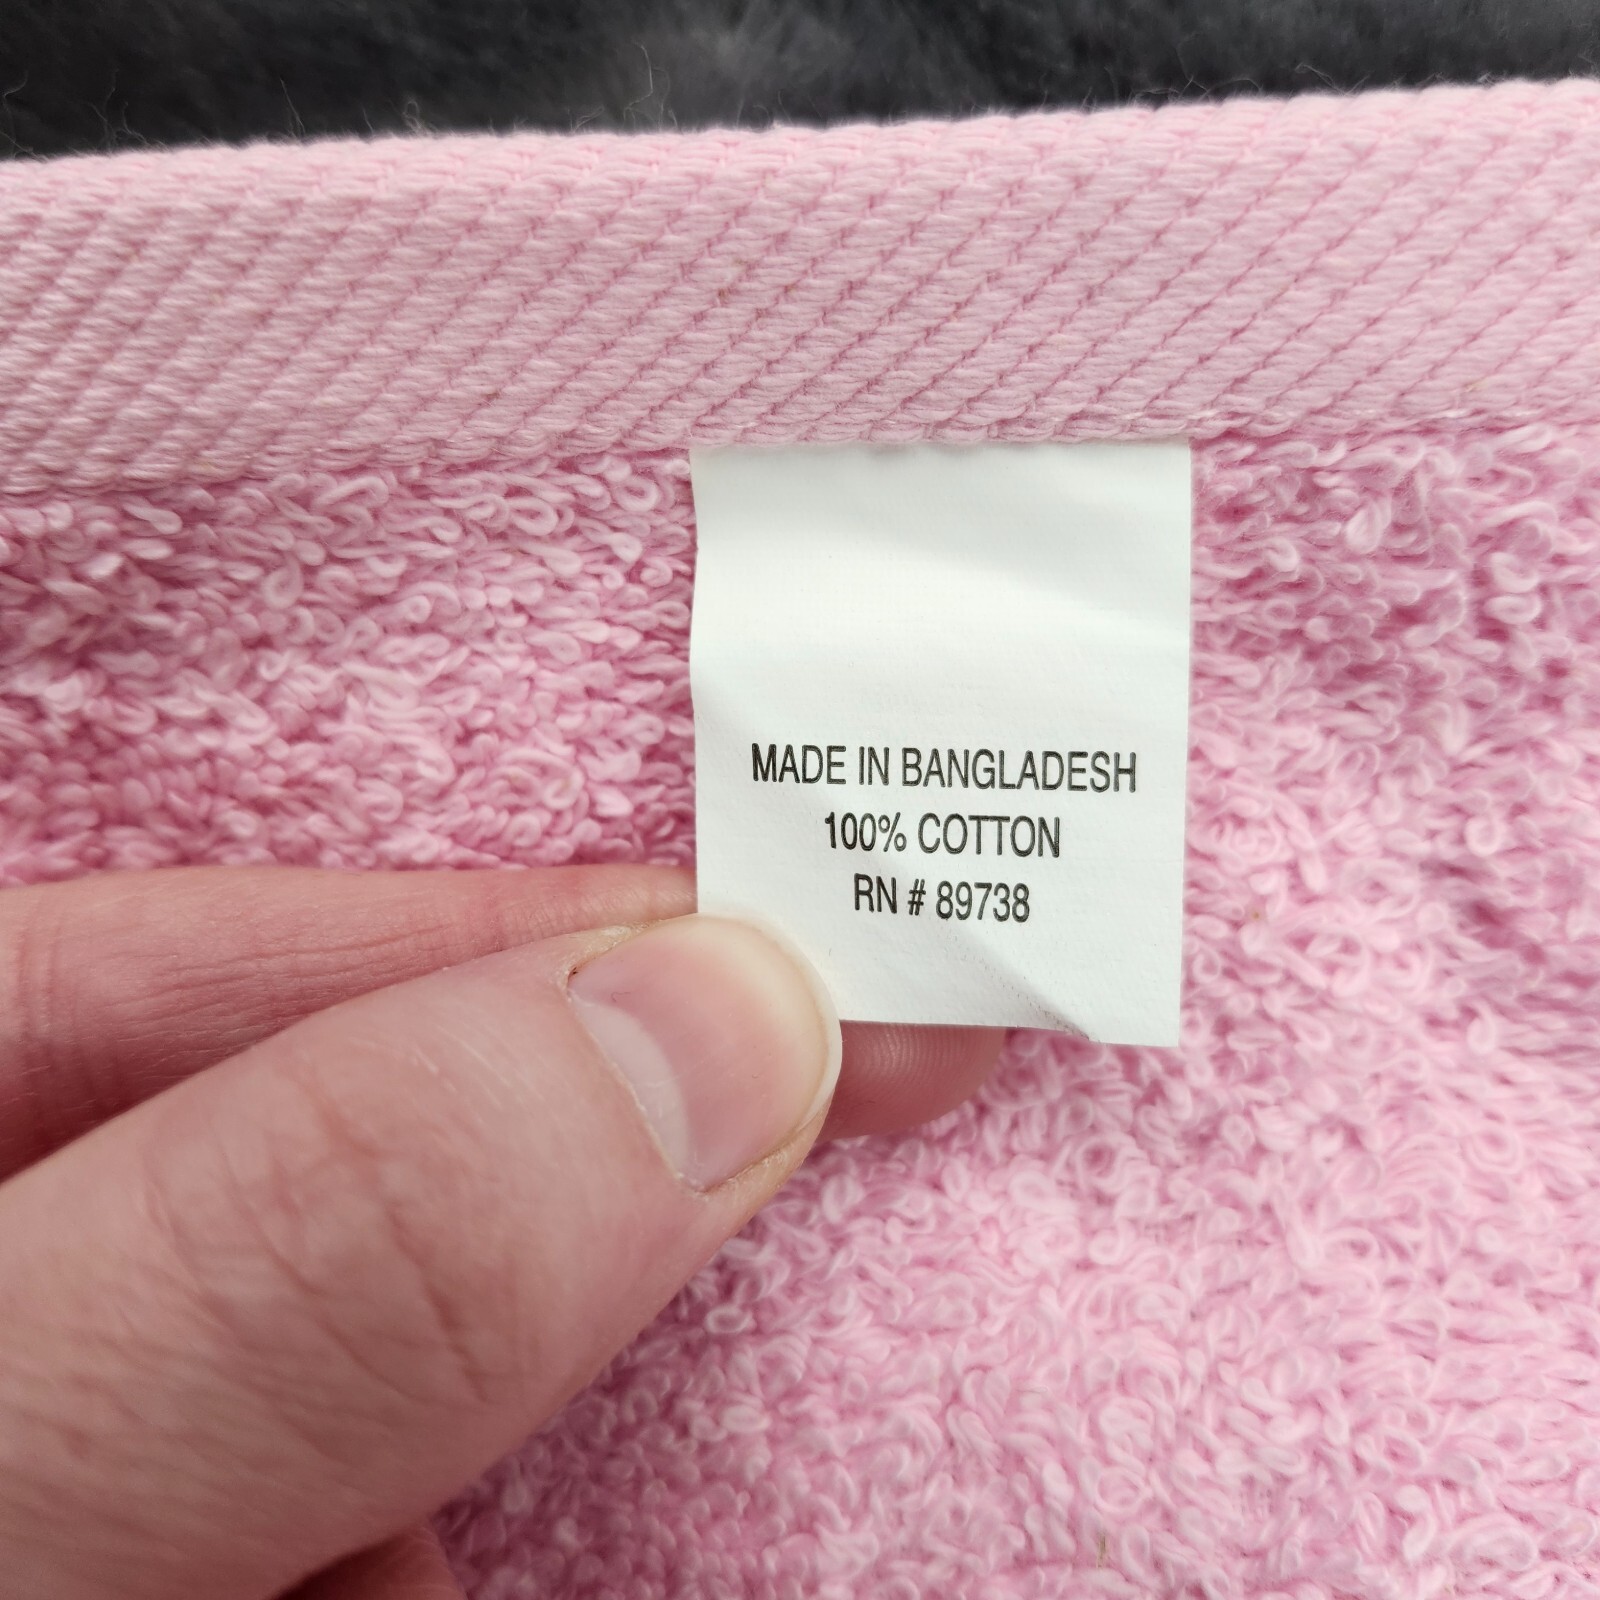 MADE IN BANGLADESH
100% COTTON
RN # 89738